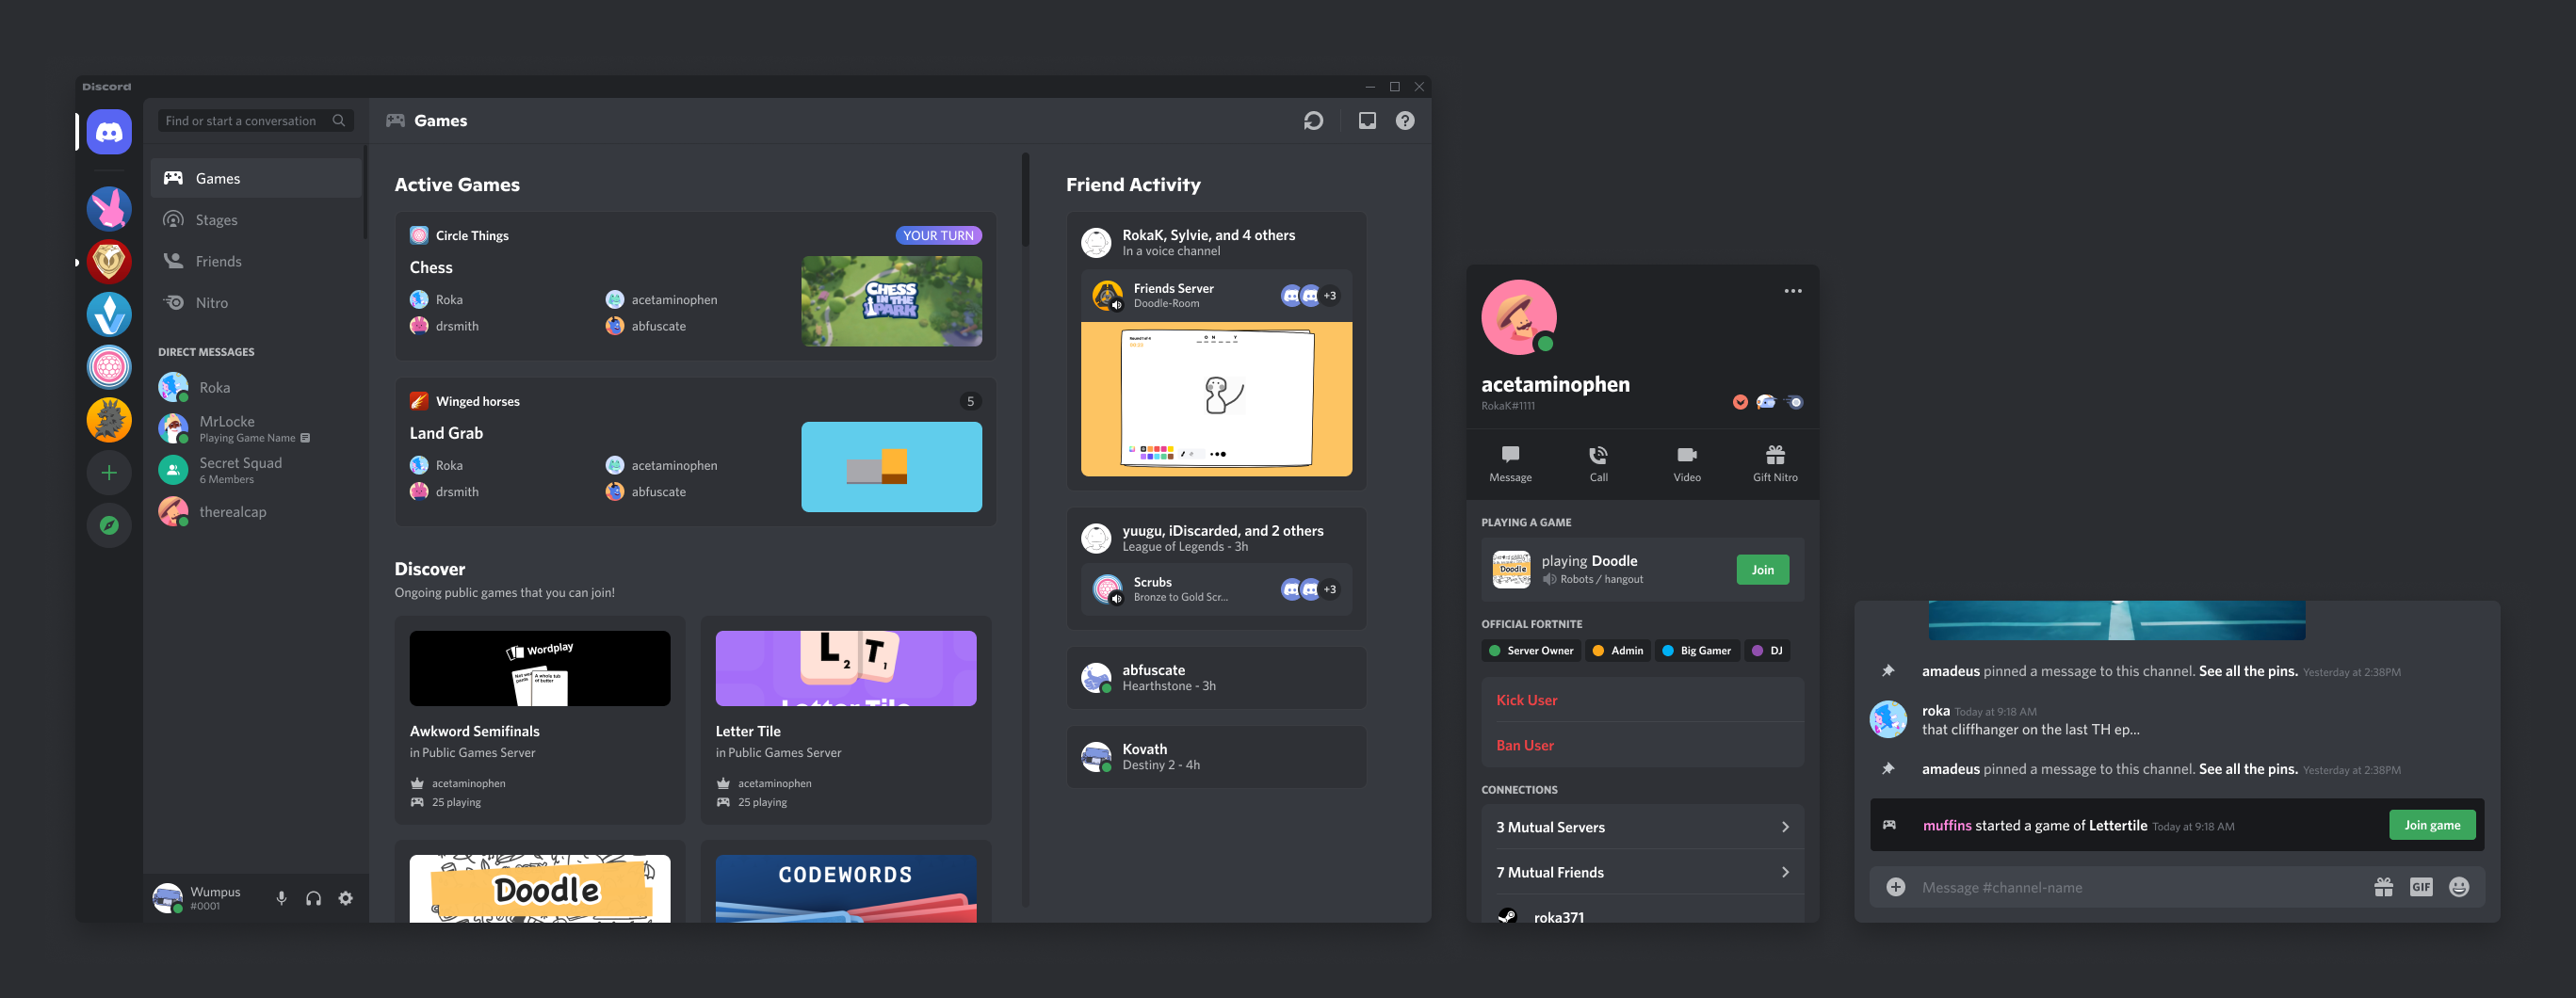 Discord
Find or start a conversation
Games
Stages
Friends
Nitro
DIRECT MESSAGES
Roka
MrLocke
Playing Game Name
Secret Squad
6 Members
therealcap
Wumpus
#0001
Games
Active Games
Circle Things
YOUR TURN
Chess
Roka
acetaminophen
drsmith
abfuscate
CHESS
IN THE
PARK
Winged horses
5
Land Grab
Roka
acetaminophen
drsmith
abfuscate
Discover
Ongoing public games that you can join!
Wordplay
A whole tub
of butter
Awkword Semifinals
in Public Games Server
acetaminophen
25 playing
L2 T1
Letter Tile
Letter Tile
in Public Games Server
acetaminophen
25 playing
Doodle
CODEWORDS
Friend Activity
RokaK, Sylvie, and 4 others
In a voice channel
Friends Server
Doodle-Room
+3
yuugu, iDiscarded, and 2 others
League of Legends - 3h
Scrubs
Bronze to Gold Scr...
+3
abfuscate
Hearthstone - 3h
Kovath
Destiny 2 - 4h
acetaminophen
RokaK#1111
Message
Call
Video
Gift Nitro
PLAYING A GAME
Doodle
playing Doodle
Robots / hangout
Join
OFFICIAL FORTNITE
Server Owner
Admin
Big Gamer
DJ
Kick User
Ban User
CONNECTIONS
3 Mutual Servers
7 Mutual Friends
roka371
amadeus pinned a message to this channel. See all the pins. Yesterday at 2:38PM
roka Today at 9:18 AM
that cliffhanger on the last TH ep...
amadeus pinned a message to this channel. See all the pins. Yesterday at 2:38PM
muffins started a game of Lettertile Today at 9:18 AM
Join game
Message #channel-name
GIF